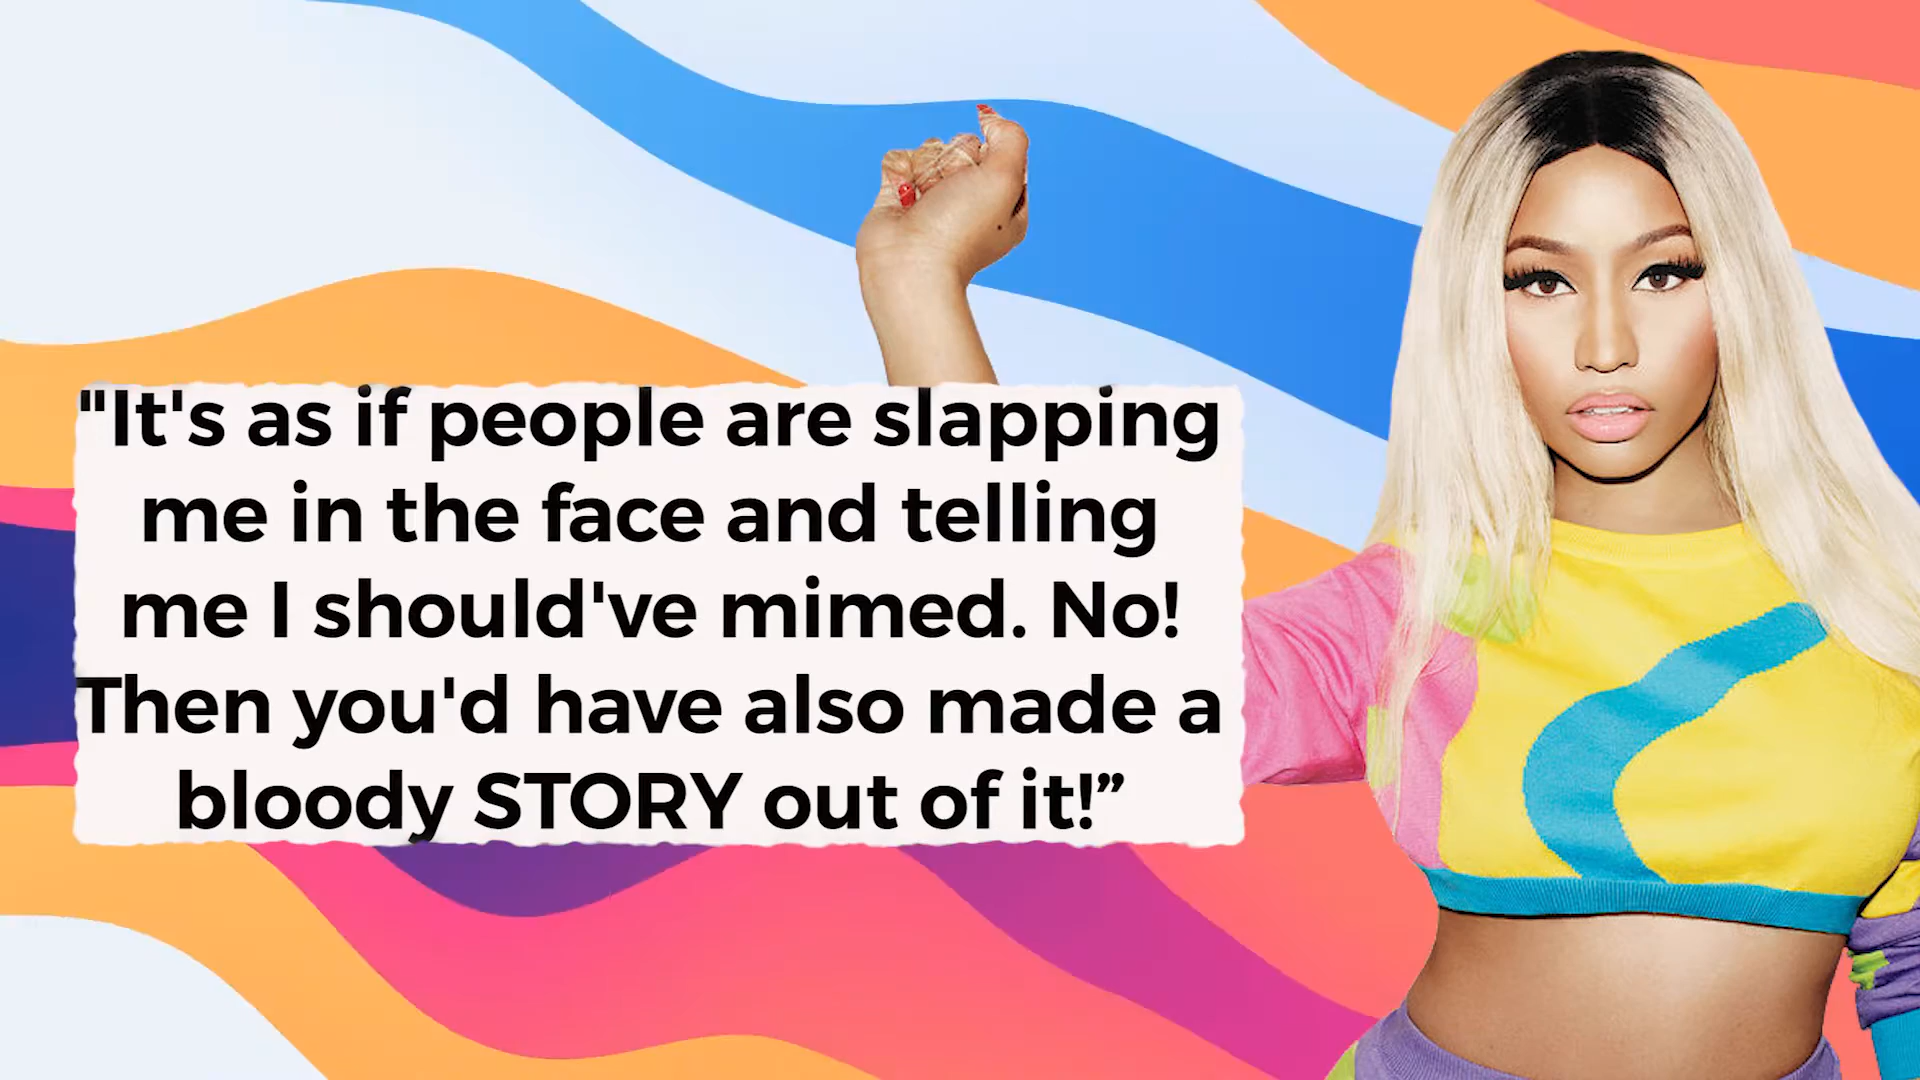 "It's as if people are slapping
me in the face and telling
me I should've mimed. No!
Then you'd have also made a
bloody STORY out of it!”